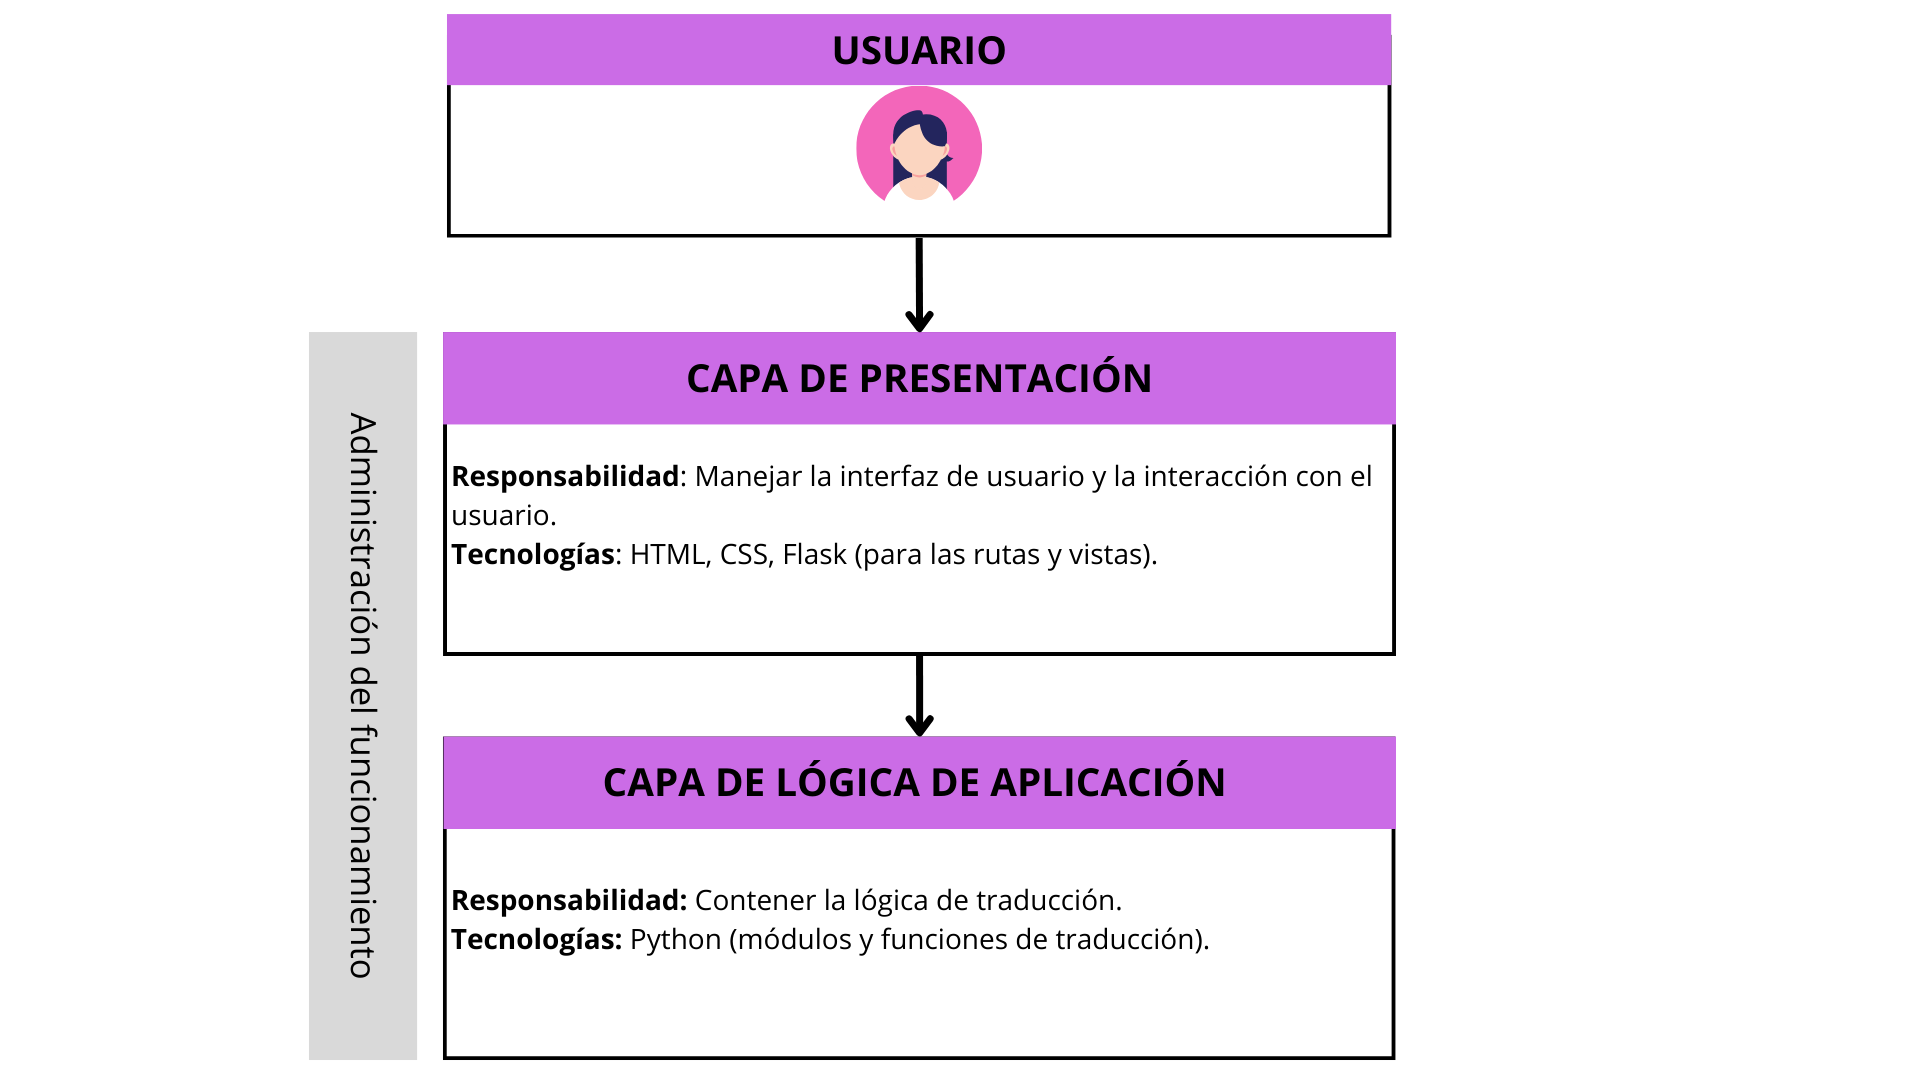 USUARIO
CAPA DE PRESENTACIÓN
Responsabilidad: Manejar la interfaz de usuario y la interacción con el
usuario.
Tecnologías: HTML, CSS, Flask (para las rutas y vistas).
Administración del funcionamiento
CAPA DE LÓGICA DE APLICACIÓN
Responsabilidad: Contener la lógica de traducción.
Tecnologías: Python (módulos y funciones de traducción).